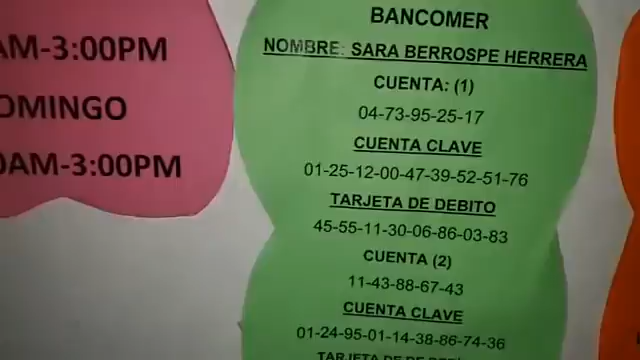 AM-3:00PM
OMINGO
0AM-3:00PM
BANCOMER
NOMBRE: SARA BERROSPE HERRERA
CUENTA: (1)
04-73-95-25-17
CUENTA CLAVE
01-25-12-00-47-39-52-51-76
TARJETA DE DEBITO
45-55-11-30-06-86-03-83
CUENTA (2)
11-43-88-67-43
CUENTA CLAVE
01-24-95-01-14-38-86-74-36
TARJETA DE